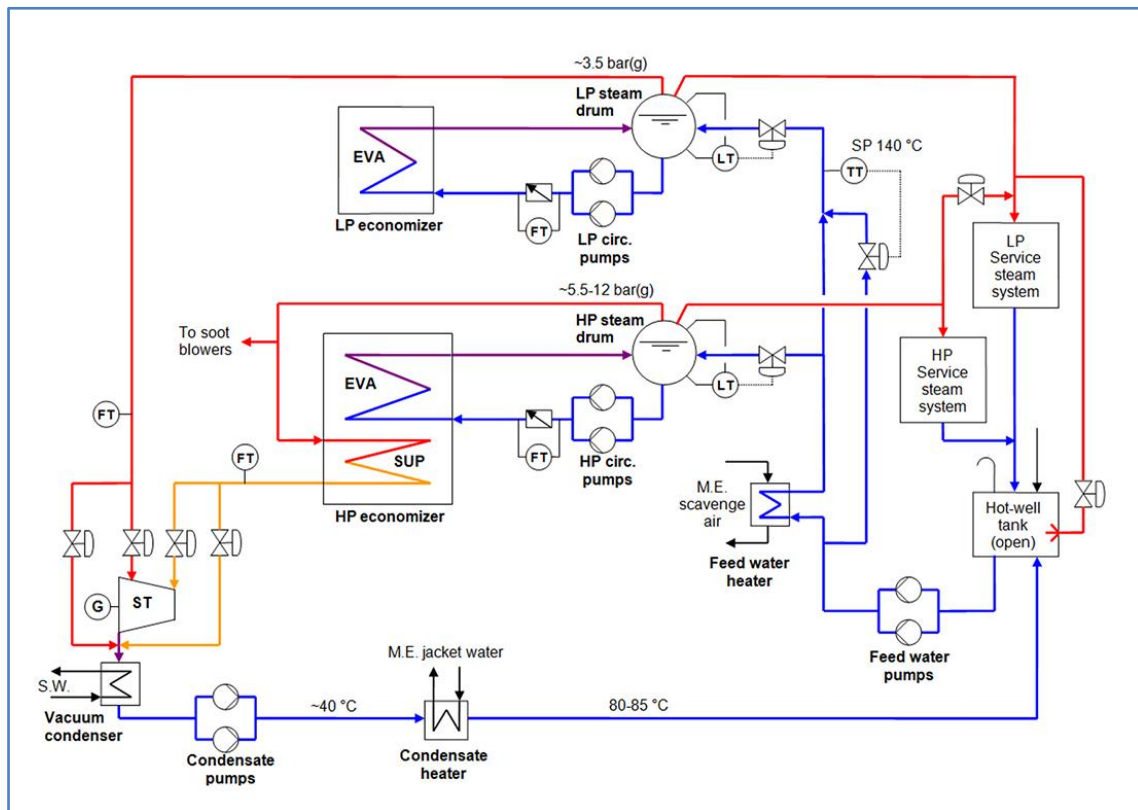 ~3.5 bar(g)
LP steam
drum
EVA
LT
SP 140 °C
TT
LP economizer
FT
LP circ.
pumps
LP
Service
steam
system
~5.5-12 bar(g)
To soot
blowers
HP steam
drum
EVA
LT
HP
Service
steam
system
FT
FT
SUP
FT
HP circ.
pumps
HP economizer
M.E.
scavenge
air
Hot-well
tank
(open)
Feed water
heater
G
ST
Feed water
pumps
M.E. jacket water
S.W.
~40 °C
80-85 °C
Vacuum
condenser
Condensate
pumps
Condensate
heater